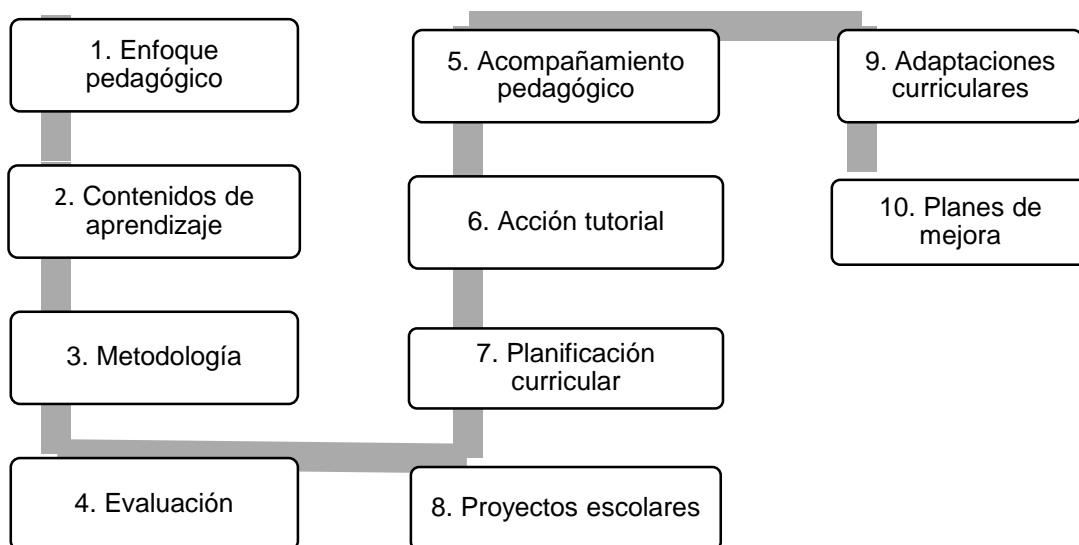 1. Enfoque
pedagógico
2. Contenidos de
aprendizaje
3. Metodología
4. Evaluación
5. Acompañamiento
pedagógico
6. Acción tutorial
7. Planificación
curricular
8. Proyectos escolares
9. Adaptaciones
curriculares
10. Planes de
mejora